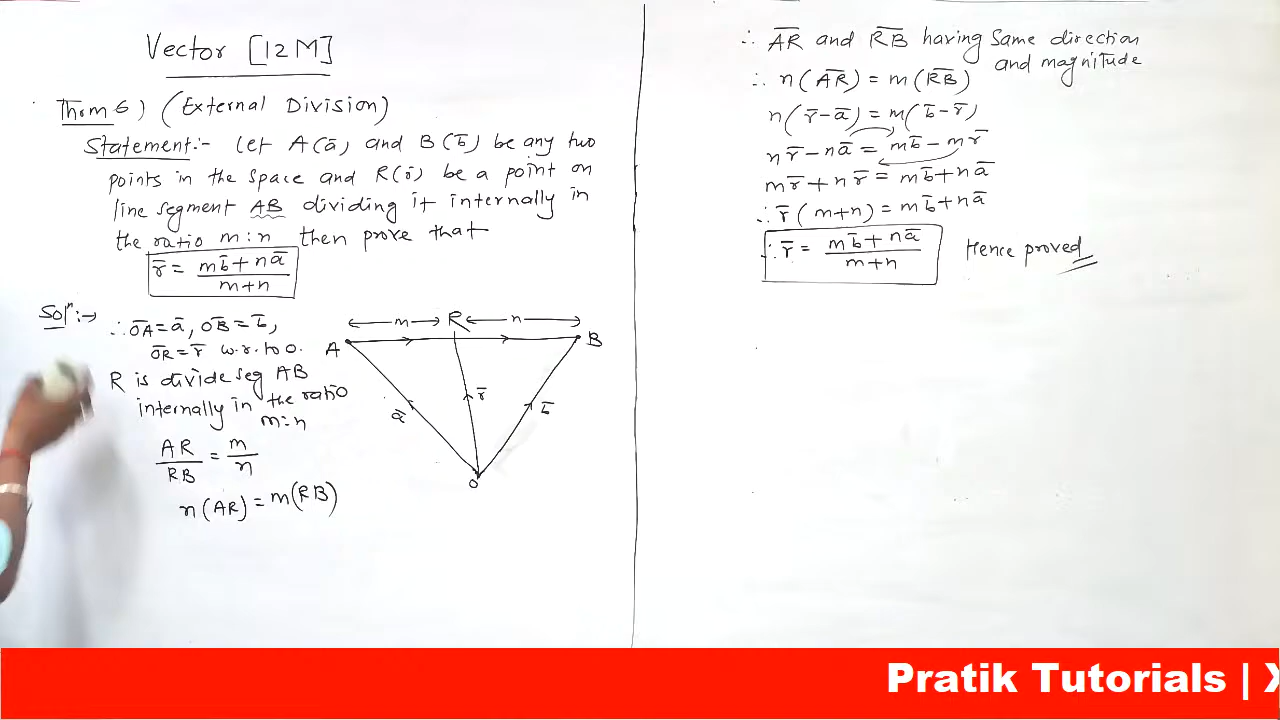 Vector [12M]
Thrm 6) (External Division)
Statement:- Let A(ā) and B(b̄) be any two
points in the space and R(r̄) be a point on
line segment AB dividing it internally in
the ratio m:n then prove that
r̄ = (mb̄ + nā)/(m+n)
Solⁿ:-
∴ OA̅ = ā, OB̅ = b̄,
OR̅ = r̄ w.r. to O.
R is divide seg AB
internally in the ratio
m:n
AR/RB = m/n
n(AR) = m(RB)
m R n
A B
ā r̄ b̄
O
∴ AR̅ and RB̅ having same direction
and magnitude
∴ n(AR̅) = m(RB̅)
n(r̄-ā) = m(b̄-r̄)
nr̄ - nā = mb̄ - mr̄
mr̄ + nr̄ = mb̄ + nā
∴ r̄(m+n) = mb̄ + nā
∴ r̄ = (mb̄ + nā)/(m+n) Hence proved
Pratik Tutorials |